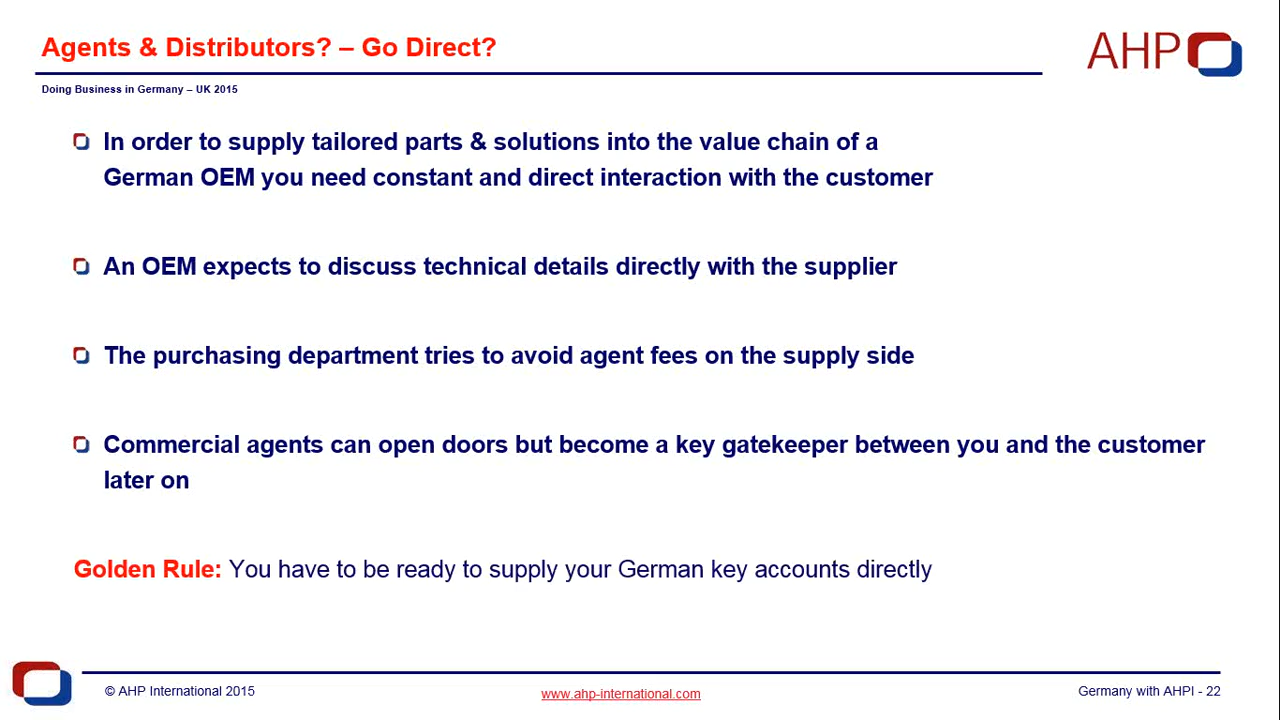 Agents & Distributors? – Go Direct?
AHP
Doing Business in Germany – UK 2015
In order to supply tailored parts & solutions into the value chain of a
German OEM you need constant and direct interaction with the customer
An OEM expects to discuss technical details directly with the supplier
The purchasing department tries to avoid agent fees on the supply side
Commercial agents can open doors but become a key gatekeeper between you and the customer
later on
Golden Rule: You have to be ready to supply your German key accounts directly
© AHP International 2015
www.ahp-international.com
Germany with AHPI - 22